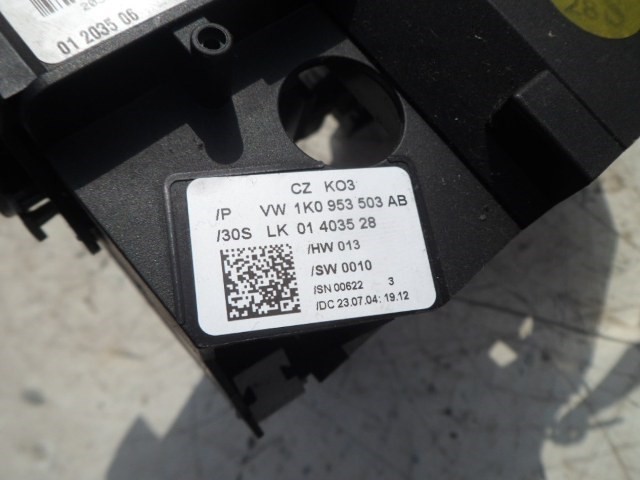 01 2035 06
28
CZ KO3
/P VW 1K0 953 503 AB
/30S LK 01 4035 28
/HW 013
/SW 0010
/SN 00622 3
/DC 23.07.04: 19.12